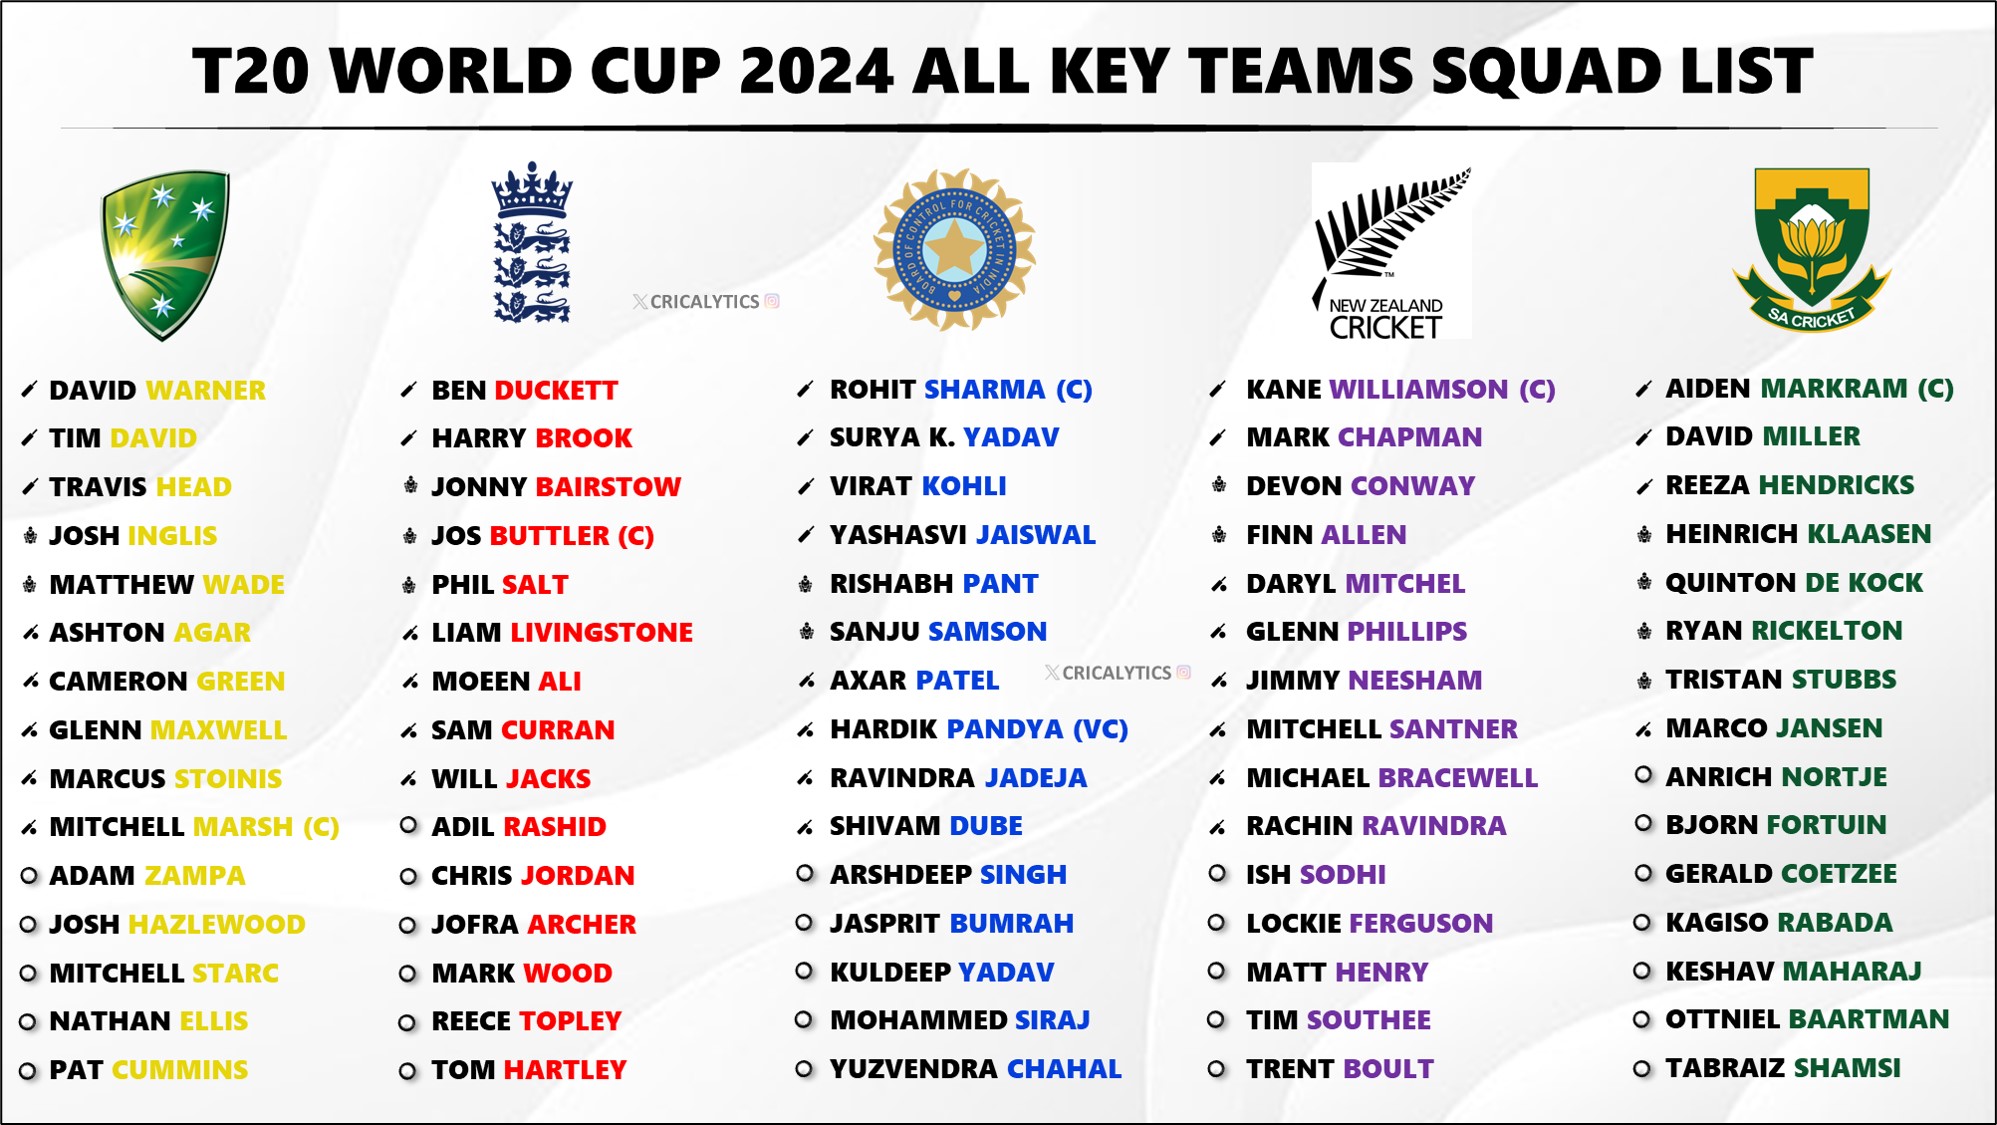 T20 WORLD CUP 2024 ALL KEY TEAMS SQUAD LIST
BOARD OF CONTROL FOR CRICKET IN INDIA
TM
NEW ZEALAND
CRICKET
SA CRICKET
CRICALYTICS
DAVID WARNER
TIM DAVID
TRAVIS HEAD
JOSH INGLIS
MATTHEW WADE
ASHTON AGAR
CAMERON GREEN
GLENN MAXWELL
MARCUS STOINIS
MITCHELL MARSH (C)
ADAM ZAMPA
JOSH HAZLEWOOD
MITCHELL STARC
NATHAN ELLIS
PAT CUMMINS
BEN DUCKETT
HARRY BROOK
JONNY BAIRSTOW
JOS BUTTLER (C)
PHIL SALT
LIAM LIVINGSTONE
MOEEN ALI
SAM CURRAN
WILL JACKS
ADIL RASHID
CHRIS JORDAN
JOFRA ARCHER
MARK WOOD
REECE TOPLEY
TOM HARTLEY
ROHIT SHARMA (C)
SURYA K. YADAV
VIRAT KOHLI
YASHASVI JAISWAL
RISHABH PANT
SANJU SAMSON
AXAR PATEL
HARDIK PANDYA (VC)
RAVINDRA JADEJA
SHIVAM DUBE
ARSHDEEP SINGH
JASPRIT BUMRAH
KULDEEP YADAV
MOHAMMED SIRAJ
YUZVENDRA CHAHAL
CRICALYTICS
KANE WILLIAMSON (C)
MARK CHAPMAN
DEVON CONWAY
FINN ALLEN
DARYL MITCHEL
GLENN PHILLIPS
JIMMY NEESHAM
MITCHELL SANTNER
MICHAEL BRACEWELL
RACHIN RAVINDRA
ISH SODHI
LOCKIE FERGUSON
MATT HENRY
TIM SOUTHEE
TRENT BOULT
AIDEN MARKRAM (C)
DAVID MILLER
REEZA HENDRICKS
HEINRICH KLAASEN
QUINTON DE KOCK
RYAN RICKELTON
TRISTAN STUBBS
MARCO JANSEN
ANRICH NORTJE
BJORN FORTUIN
GERALD COETZEE
KAGISO RABADA
KESHAV MAHARAJ
OTTNIEL BAARTMAN
TABRAIZ SHAMSI